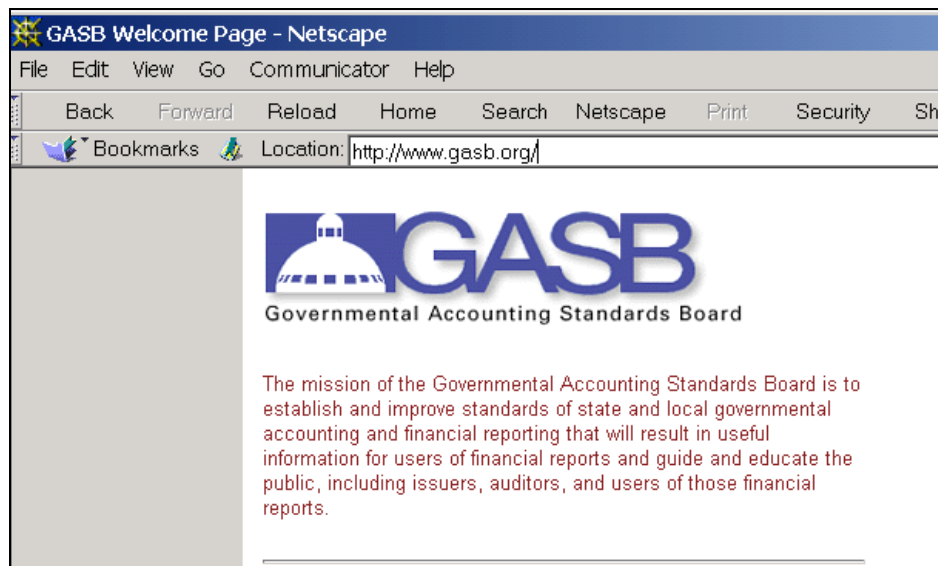 GASB Welcome Page - Netscape
File Edit View Go Communicator Help
Back Forward Reload Home Search Netscape Print Security Sh
Bookmarks Location: http://www.gasb.org/
GASB
Governmental Accounting Standards Board
The mission of the Governmental Accounting Standards Board is to
establish and improve standards of state and local governmental
accounting and financial reporting that will result in useful
information for users of financial reports and guide and educate the
public, including issuers, auditors, and users of those financial
reports.